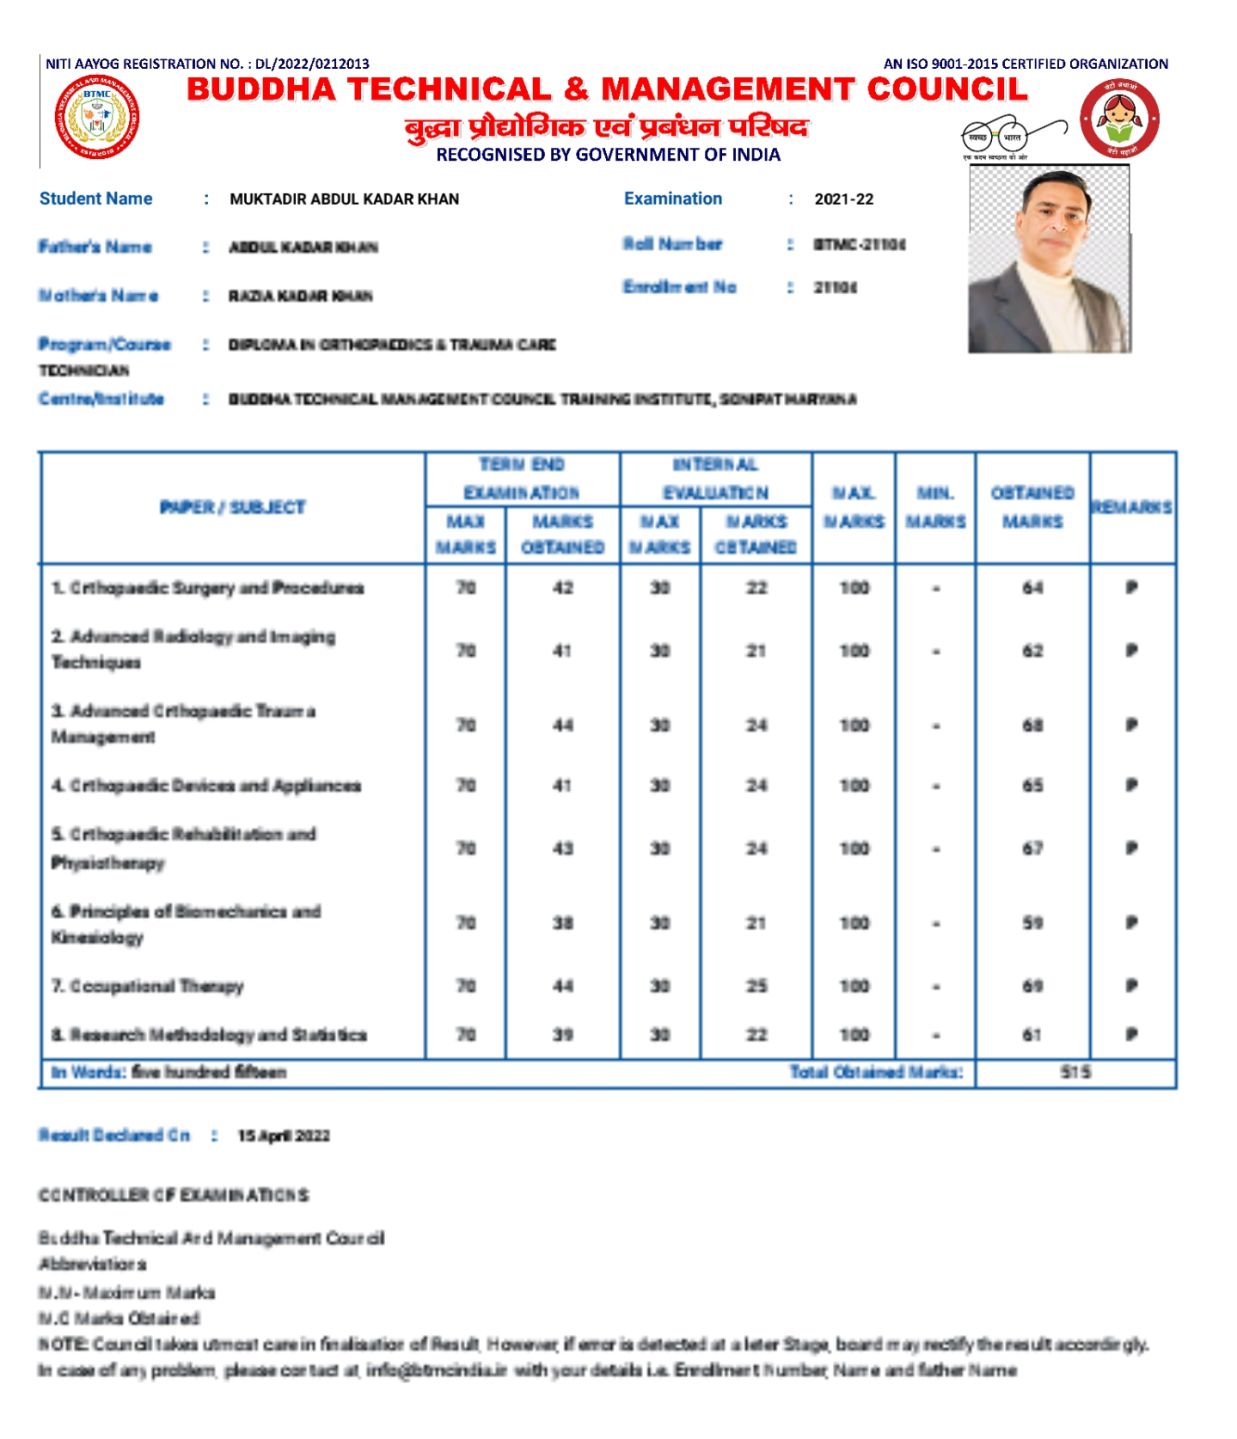 NITI AAYOG REGISTRATION NO. : DL/2022/0212013
AN ISO 9001-2015 CERTIFIED ORGANIZATION
BUDDHA TECHNICAL & MANAGEMENT COUNCIL
बुद्धा प्रौद्योगिक एवं प्रबंधन परिषद
RECOGNISED BY GOVERNMENT OF INDIA
BTMC
स्वच्छ भारत
एक कदम स्वच्छता की ओर
बेटी बचाओ
बेटी पढ़ाओ
Student Name : MUKTADIR ABDUL KADAR KHAN
Examination : 2021-22
Father's Name : ABDUL KADAR KHAN
Roll Number : BTMC-21106
Mother's Name : RAZIA KADAR KHAN
Enrollment No : 21106
Program/Course : DIPLOMA IN ORTHOPAEDICS & TRAUMA CARE
TECHNICIAN
Centre/Institute : BUDDHA TECHNICAL MANAGEMENT COUNCIL TRAINING INSTITUTE, SONIPAT HARYANA
PAPER / SUBJECT
TERM END EXAMINATION
INTERNAL EVALUATION
MAX MARKS
MARKS OBTAINED
MAX MARKS
MARKS OBTAINED
MAX. MARKS
MIN. MARKS
OBTAINED MARKS
REMARKS
1. Orthopaedic Surgery and Procedures 70 42 30 22 100 - 64 P
2. Advanced Radiology and Imaging
Techniques 70 41 30 21 100 - 62 P
3. Advanced Orthopaedic Trauma
Management 70 44 30 24 100 - 68 P
4. Orthopaedic Devices and Appliances 70 41 30 24 100 - 65 P
5. Orthopaedic Rehabilitation and
Physiotherapy 70 43 30 24 100 - 67 P
6. Principles of Biomechanics and
Kinesiology 70 38 30 21 100 - 59 P
7. Occupational Therapy 70 44 30 25 100 - 69 P
8. Research Methodology and Statistics 70 39 30 22 100 - 61 P
In Words: five hundred fifteen Total Obtained Marks: 515
Result Declared On : 15 April 2022
CONTROLLER OF EXAMINATIONS
Buddha Technical And Management Council
Abbrevistions
M.M- Maximum Marks
M.O Marks Obtained
NOTE: Council takes utmost care in finalisation of Result, However, if error is detected at a leter Stage, board may rectify the result accordingly.
In case of any problem, please contact at, info@btmcindia.in with your details i.e. Enrollment Number, Name and father Name